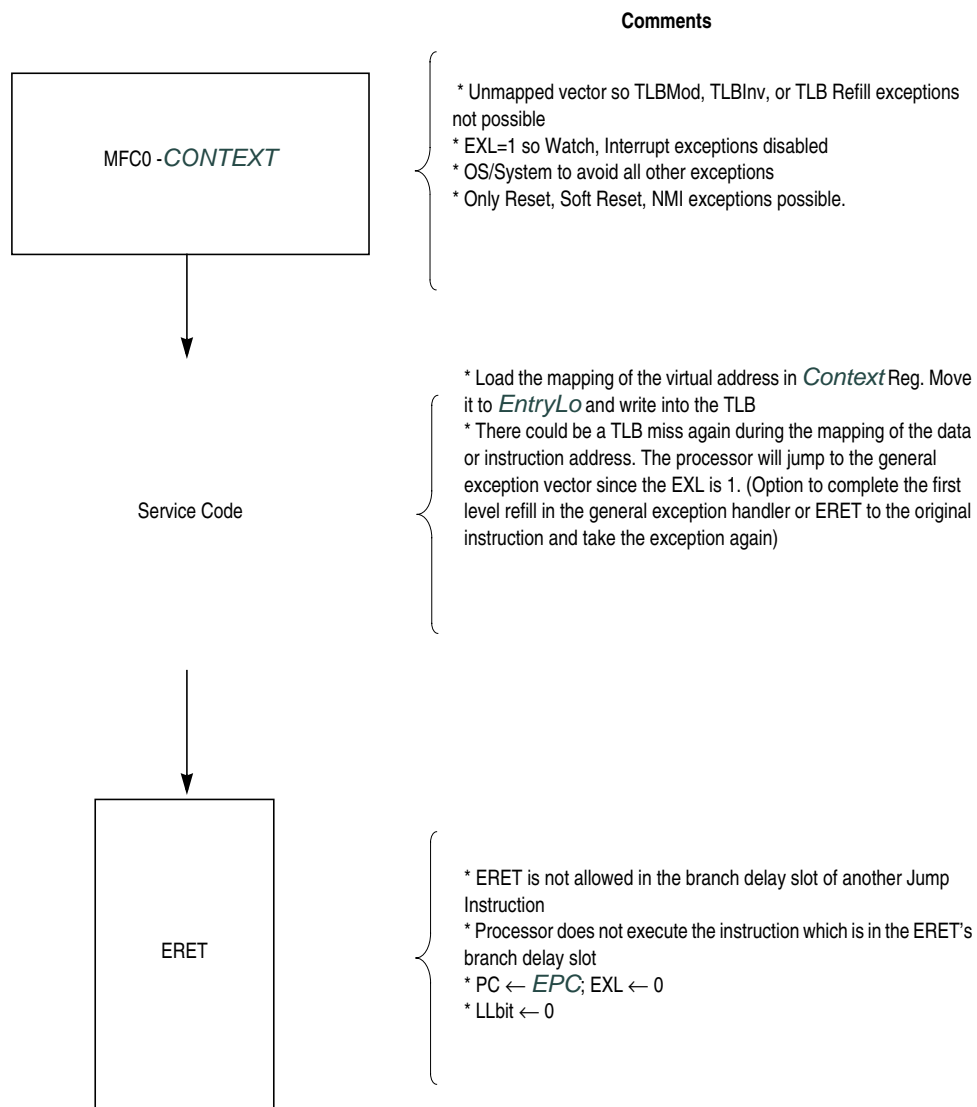 Comments
MFC0 -CONTEXT
* Unmapped vector so TLBMod, TLBInv, or TLB Refill exceptions
not possible
* EXL=1 so Watch, Interrupt exceptions disabled
* OS/System to avoid all other exceptions
* Only Reset, Soft Reset, NMI exceptions possible.
Service Code
* Load the mapping of the virtual address in Context Reg. Move
it to EntryLo and write into the TLB
* There could be a TLB miss again during the mapping of the data
or instruction address. The processor will jump to the general
exception vector since the EXL is 1. (Option to complete the first
level refill in the general exception handler or ERET to the original
instruction and take the exception again)
ERET
* ERET is not allowed in the branch delay slot of another Jump
Instruction
* Processor does not execute the instruction which is in the ERET's
branch delay slot
* PC ← EPC; EXL ← 0
* LLbit ← 0